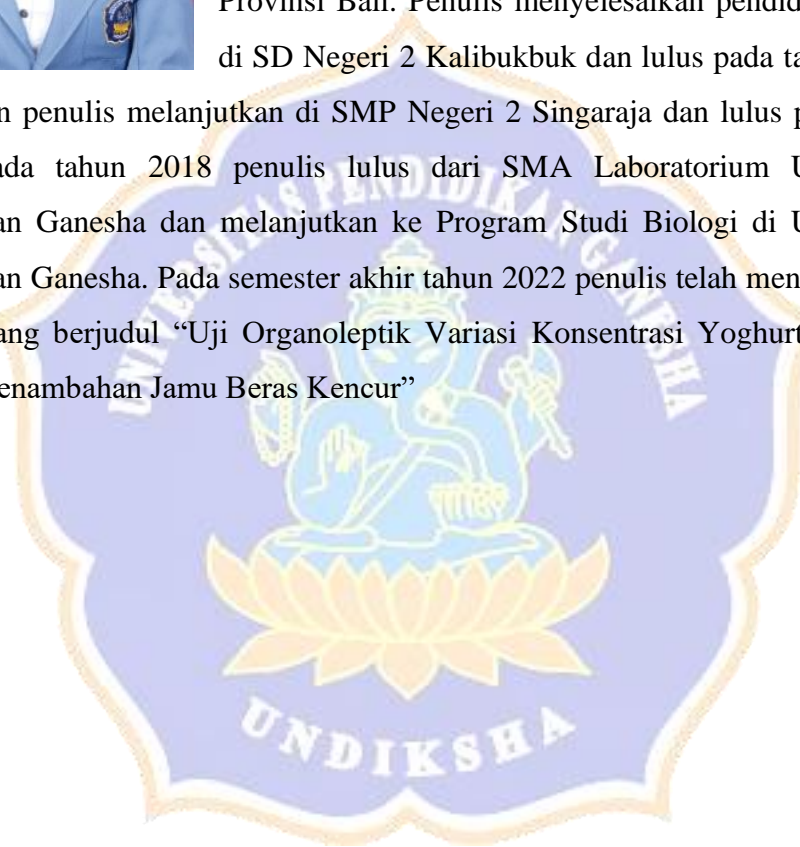 Provinsi Bali. Penulis menyelesaikan pendid
di SD Negeri 2 Kalibukbuk dan lulus pada ta
n penulis melanjutkan di SMP Negeri 2 Singaraja dan lulus p
ada tahun 2018 penulis lulus dari SMA Laboratorium U
an Ganesha dan melanjutkan ke Program Studi Biologi di U
an Ganesha. Pada semester akhir tahun 2022 penulis telah men
ang berjudul “Uji Organoleptik Variasi Konsentrasi Yoghurt
enambahan Jamu Beras Kencur”
UNIVERSITAS PENDIDIKAN GANESHA
UNDIKSHA